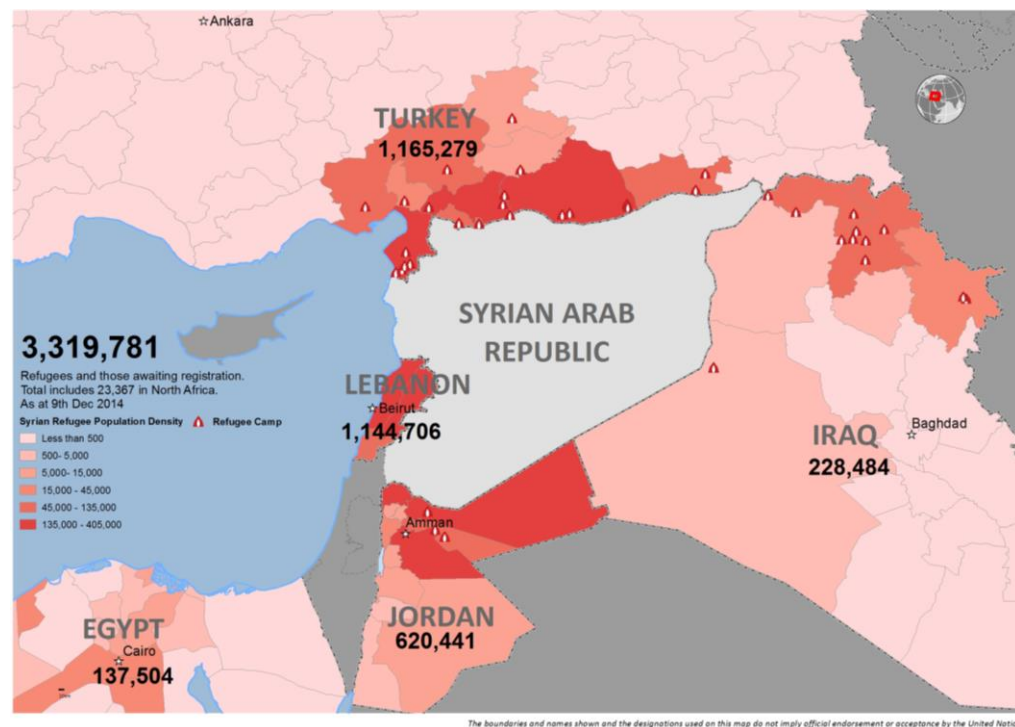 Ankara
TURKEY
1,165,279
SYRIAN ARAB
REPUBLIC
3,319,781
Refugees and those awaiting registration.
Total includes 23,367 in North Africa.
As at 9th Dec 2014
Syrian Refugee Population Density
Refugee Camp
Less than 500
500- 5,000
5,000- 15,000
15,000 - 45,000
45,000 - 135,000
135,000 - 405,000
LEBANON
Beirut
1,144,706
Baghdad
IRAQ
228,484
Amman
JORDAN
620,441
EGYPT
Cairo
137,504
The boundaries and names shown and the designations used on this map do not imply official endorsement or acceptance by the United Nati